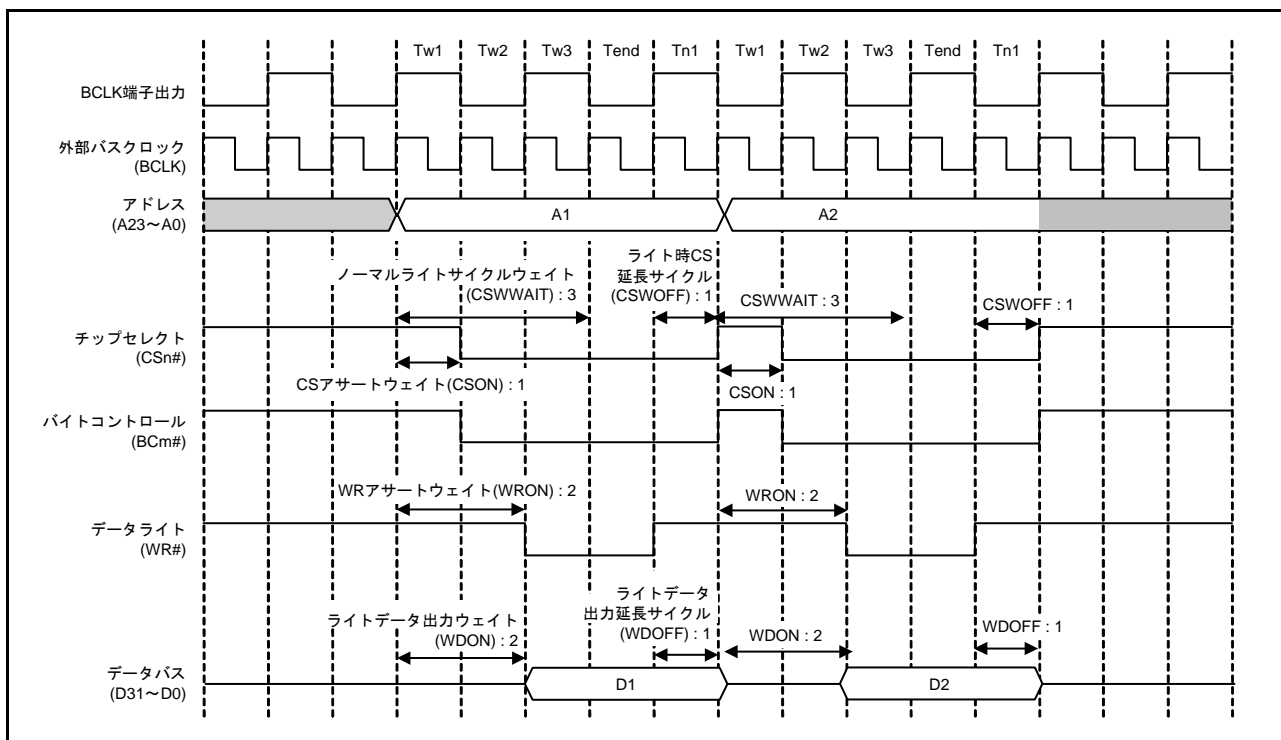 Tw1 Tw2 Tw3 Tend Tn1 Tw1 Tw2 Tw3 Tend Tn1
BCLK端子出力
外部バスクロック
(BCLK)
アドレス
(A23～A0)
A1
A2
ライト時CS
延長サイクル
(CSWOFF) : 1
ノーマルライトサイクルウェイト
(CSWWAIT) : 3
CSWWAIT : 3
CSWOFF : 1
チップセレクト
(CSn#)
CSアサートウェイト(CSON) : 1
CSON : 1
バイトコントロール
(BCm#)
WRアサートウェイト(WRON) : 2
WRON : 2
データライト
(WR#)
ライトデータ出力ウェイト
(WDON) : 2
ライトデータ
出力延長サイクル
(WDOFF) : 1
WDON : 2
WDOFF : 1
データバス
(D31～D0)
D1
D2